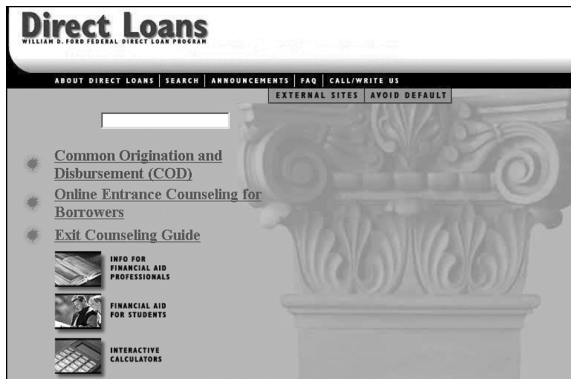 Direct Loans
WILLIAM D. FORD FEDERAL DIRECT LOAN PROGRAM
ABOUT DIRECT LOANS | SEARCH | ANNOUNCEMENTS | FAQ | CALL/WRITE US
EXTERNAL SITES | AVOID DEFAULT
Common Origination and
Disbursement (COD)
Online Entrance Counseling for
Borrowers
Exit Counseling Guide
INFO FOR
FINANCIAL AID
PROFESSIONALS
FINANCIAL AID
FOR STUDENTS
INTERACTIVE
CALCULATORS